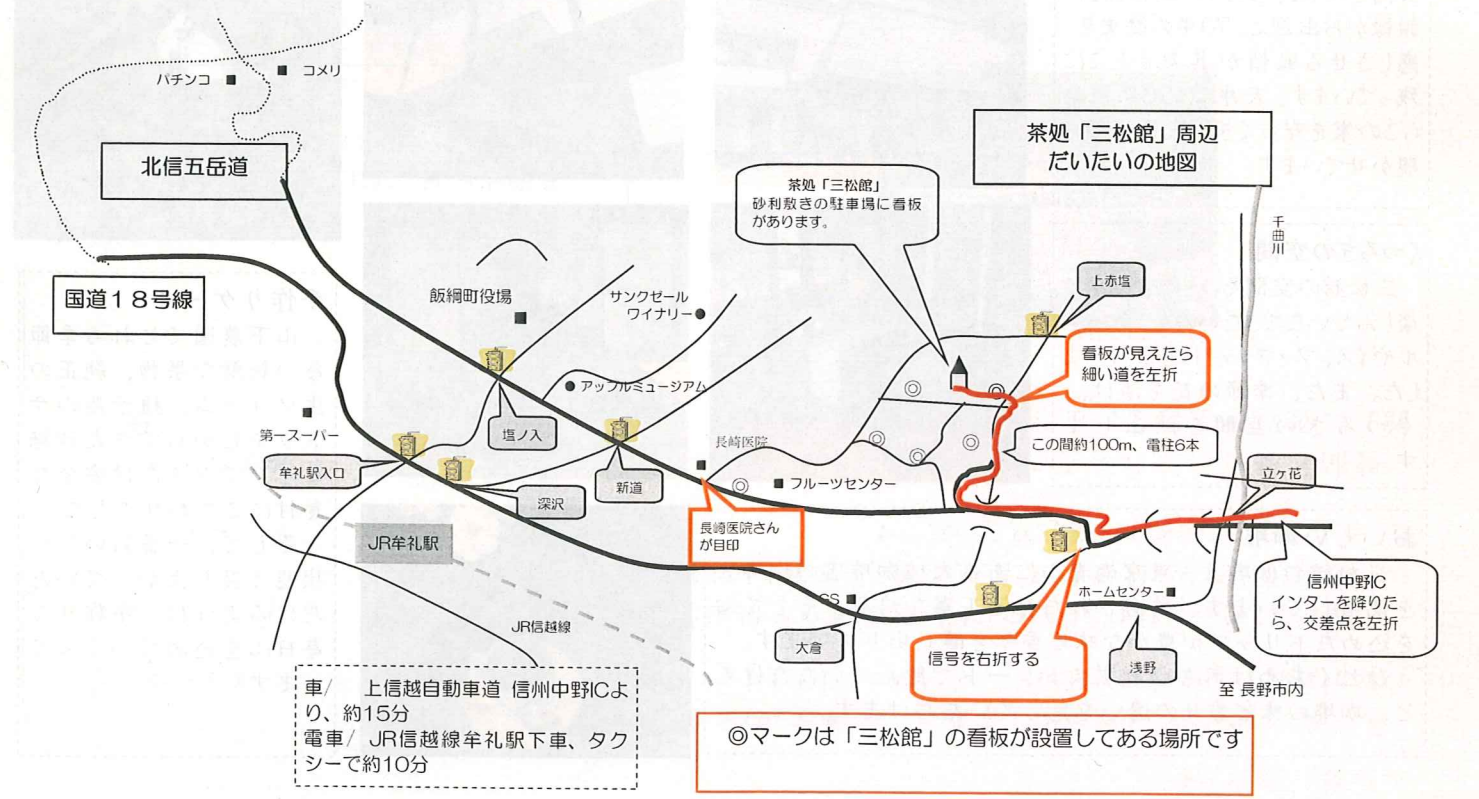 パチンコ
コメリ
北信五岳道
国道18号線
茶処「三松館」周辺
だいたいの地図
千曲川
茶処「三松館」
砂利敷きの駐車場に看板
があります。
飯綱町役場
サンクゼール
ワイナリー
上赤塩
看板が見えたら
細い道を左折
アップルミュージアム
第一スーパー
塩ノ入
長崎医院
この間約100m、電柱6本
牟礼駅入口
新道
フルーツセンター
立ヶ花
深沢
長崎医院さん
が目印
JR牟礼駅
信州中野IC
インターを降りた
ら、交差点を左折
GS
ホームセンター
JR信越線
大倉
信号を右折する
浅野
至 長野市内
車/ 上信越自動車道 信州中野ICよ
り、約15分
電車/ JR信越線牟礼駅下車、タク
シーで約10分
◎マークは「三松館」の看板が設置してある場所です